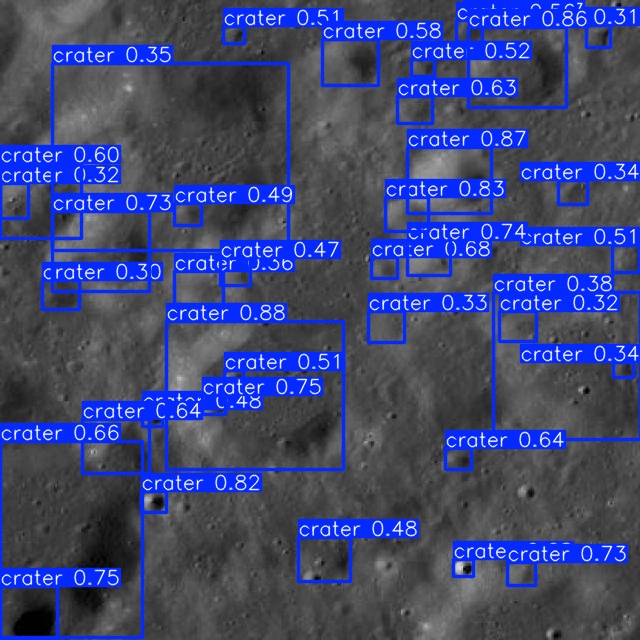 crater 0.51
crater 0.86
0.31
crater 0.58
crater 0.52
crater 0.35
crater 0.63
crater 0.87
crater 0.60
crater 0.32
crater 0.34
crater 0.83
crater 0.49
crater 0.73
crater 0.74
crater 0.51
crater 0.68
crater 0.47
crater 0.30
crater 0.38
crater 0.33
crater 0.32
crater 0.88
crater 0.34
crater 0.51
crater 0.75
0.48
crater 0.64
crater 0.66
crater 0.64
crater 0.82
crater 0.48
crater 0.73
crater 0.75